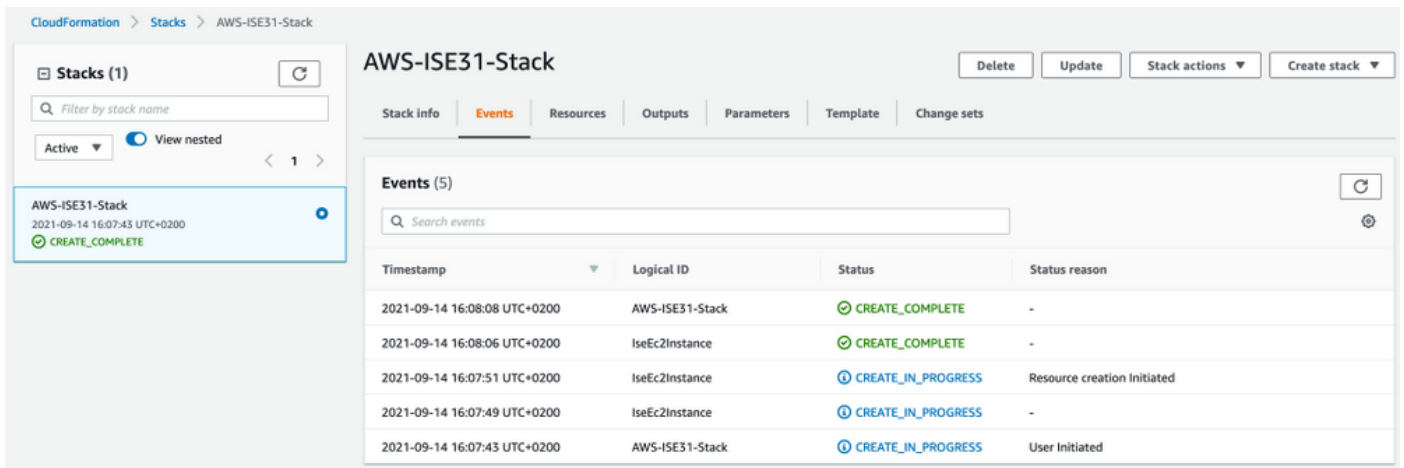 CloudFormation > Stacks > AWS-ISE31-Stack
Stacks (1)
Filter by stack name
Active
View nested
< 1 >
AWS-ISE31-Stack
2021-09-14 16:07:43 UTC+0200
CREATE_COMPLETE
AWS-ISE31-Stack
Delete Update Stack actions Create stack
Stack info Events Resources Outputs Parameters Template Change sets
Events (5)
Search events
Timestamp Logical ID Status Status reason
2021-09-14 16:08:08 UTC+0200 AWS-ISE31-Stack CREATE_COMPLETE -
2021-09-14 16:08:06 UTC+0200 IseEc2Instance CREATE_COMPLETE -
2021-09-14 16:07:51 UTC+0200 IseEc2Instance CREATE_IN_PROGRESS Resource creation Initiated
2021-09-14 16:07:49 UTC+0200 IseEc2Instance CREATE_IN_PROGRESS -
2021-09-14 16:07:43 UTC+0200 AWS-ISE31-Stack CREATE_IN_PROGRESS User Initiated